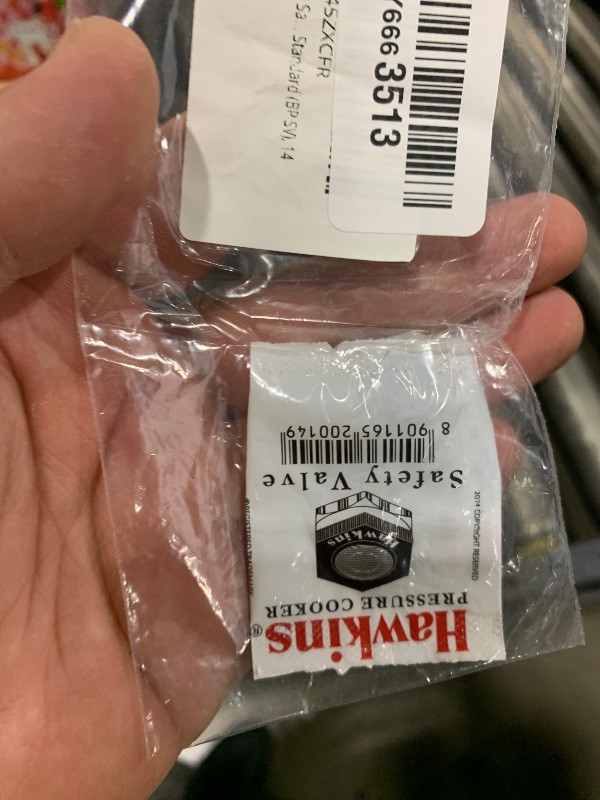 45ZXCFR
Sa.. Standard (BP SV), 14
/666 3513
Hawkins®
PRESSURE COOKER
Hawkins
Safety Valve
8 901165 200149
2014 COPYRIGHT RESERVED